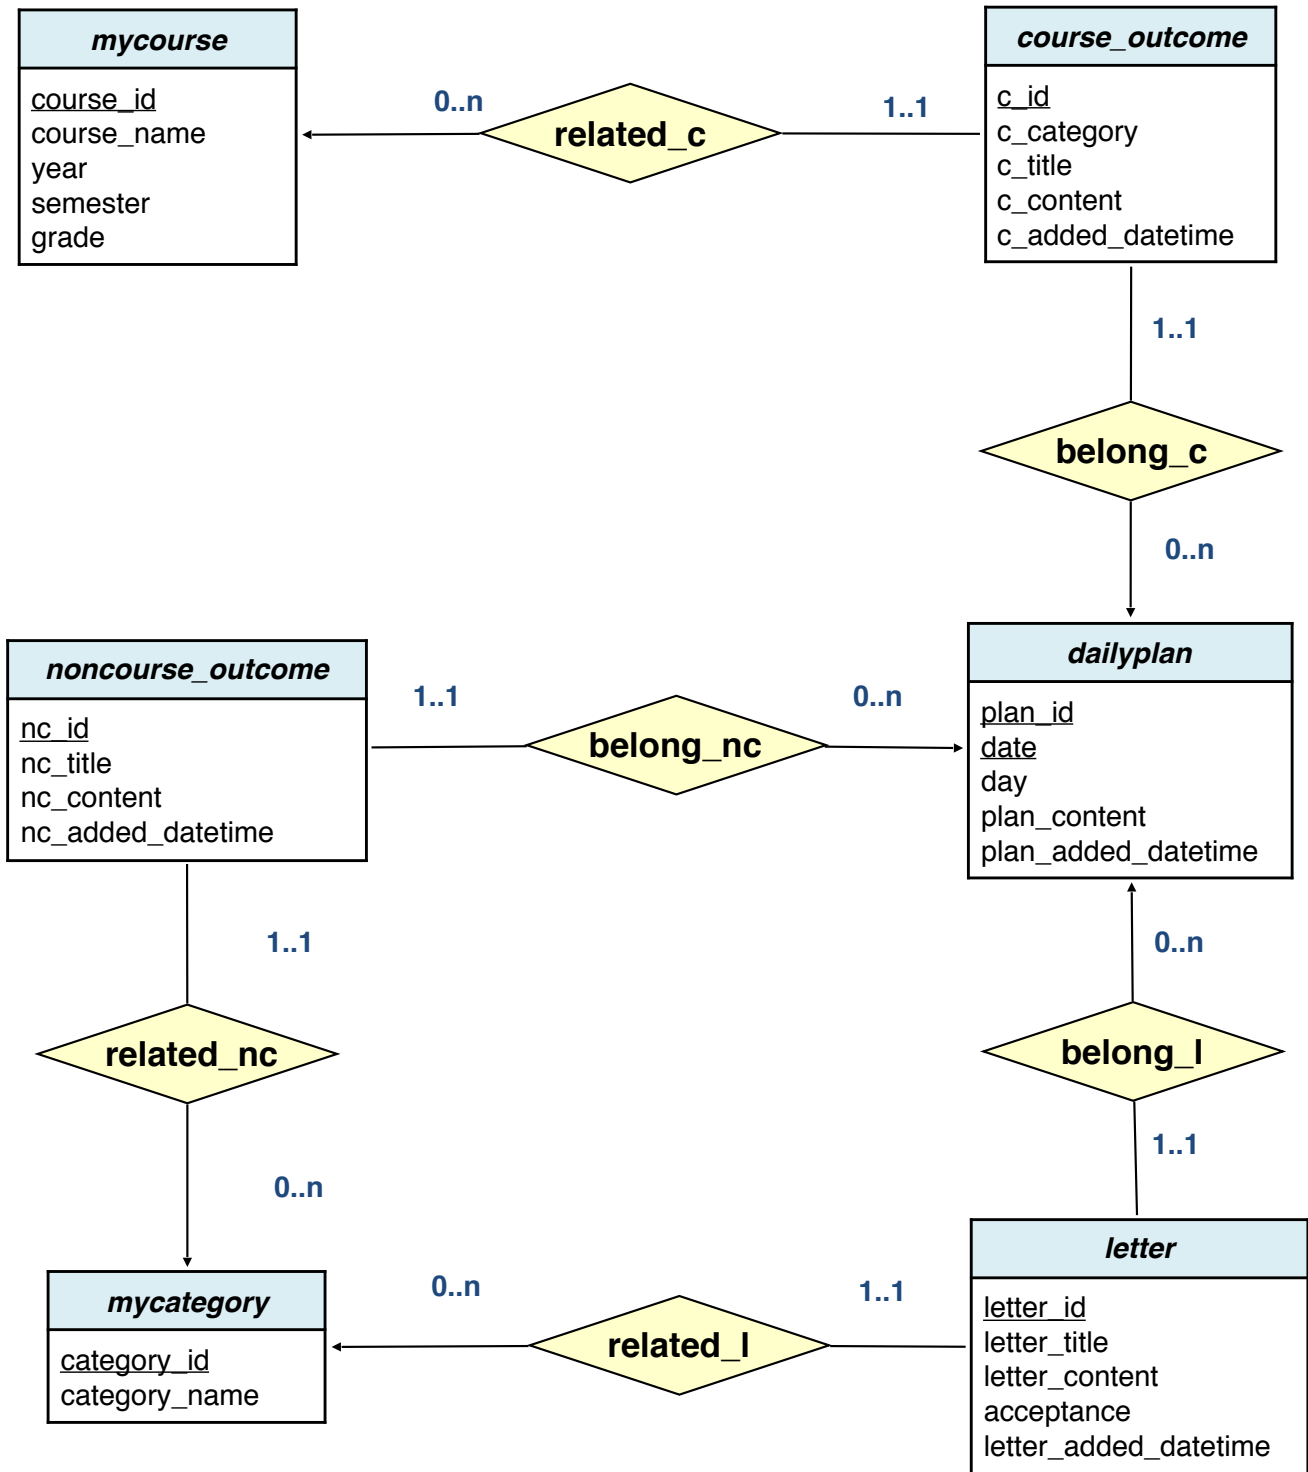 mycourse
course_id
course_name
year
semester
grade
0..n
related_c
1..1
course_outcome
c_id
c_category
c_title
c_content
c_added_datetime
1..1
belong_c
0..n
noncourse_outcome
nc_id
nc_title
nc_content
nc_added_datetime
1..1
belong_nc
0..n
dailyplan
plan_id
date
day
plan_content
plan_added_datetime
1..1
related_nc
0..n
0..n
belong_l
1..1
mycategory
category_id
category_name
0..n
related_l
1..1
letter
letter_id
letter_title
letter_content
acceptance
letter_added_datetime